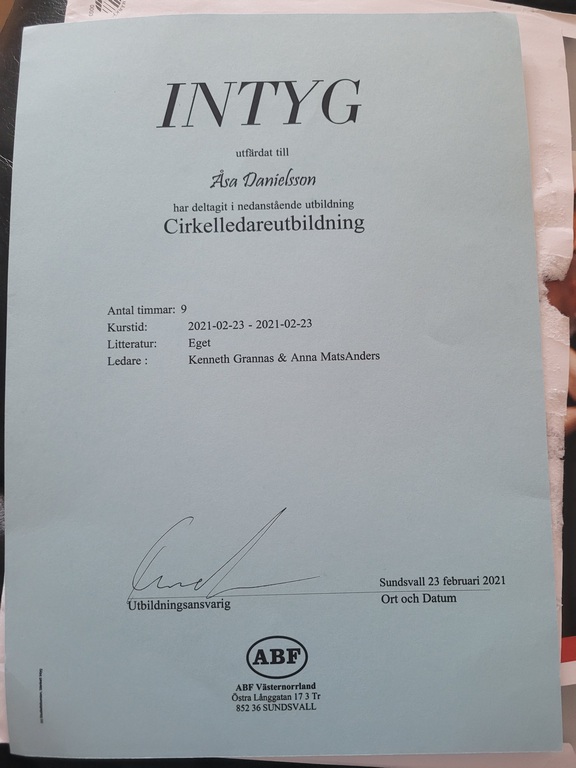 INTYG
utfärdat till
Åsa Danielsson
har deltagit i nedanstående utbildning
Cirkelledareutbildning
Antal timmar: 9
Kurstid: 2021-02-23 - 2021-02-23
Litteratur: Eget
Ledare : Kenneth Grannas & Anna MatsAnders
Sundsvall 23 februari 2021
Utbildningsansvarig Ort och Datum
ABF
ABF Västernorrland
Östra Långgatan 17 3 Tr
852 36 SUNDSVALL